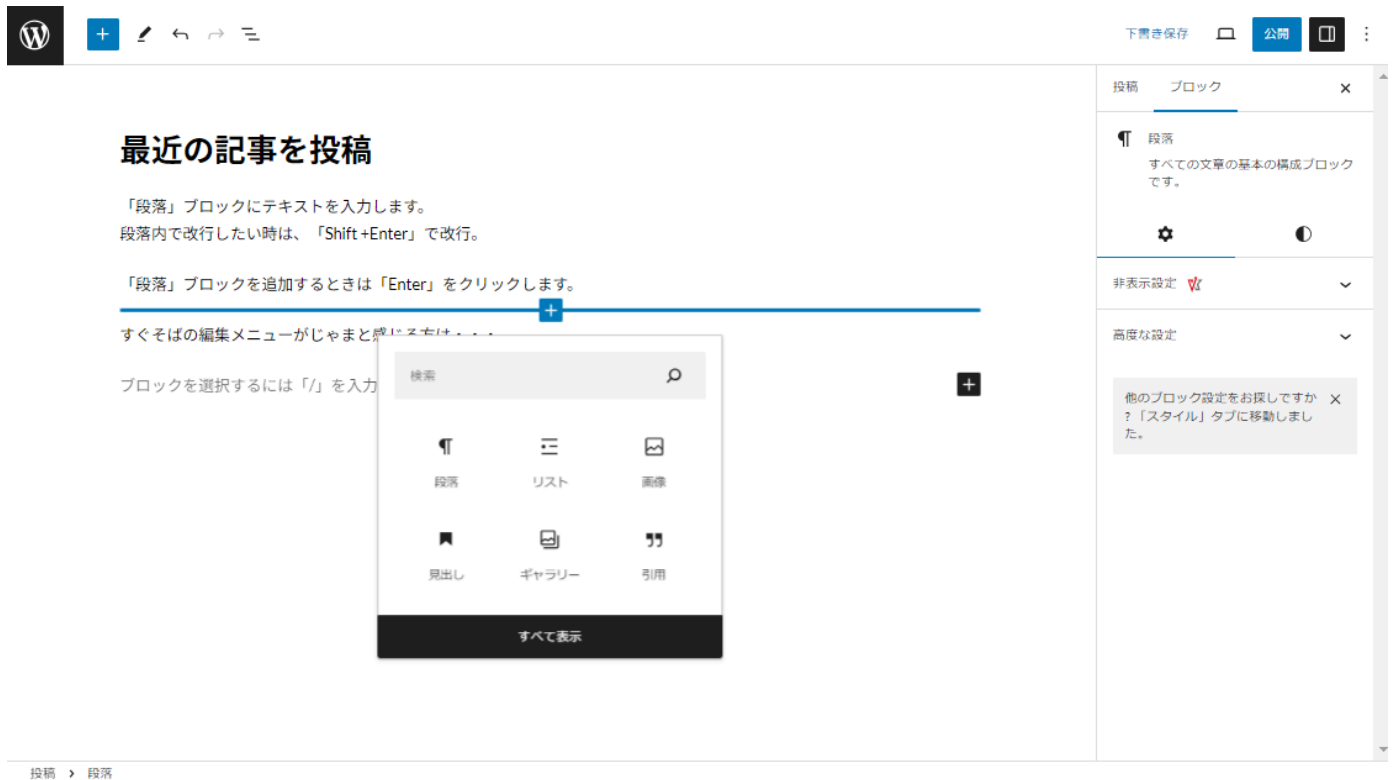 下書き保存
公開
最近の記事を投稿
「段落」ブロックにテキストを入力します。
段落内で改行したい時は、「Shift +Enter」で改行。
「段落」ブロックを追加するときは「Enter」をクリックします。
すぐそばの編集メニューがじゃまと感じる方は・・・
ブロックを選択するには「/」を入力
検索
段落
リスト
画像
見出し
ギャラリー
引用
すべて表示
投稿 ブロック
段落
すべての文章の基本の構成ブロック
です。
非表示設定
高度な設定
他のブロック設定をお探しですか
?「スタイル」タブに移動しまし
た。
投稿 > 段落